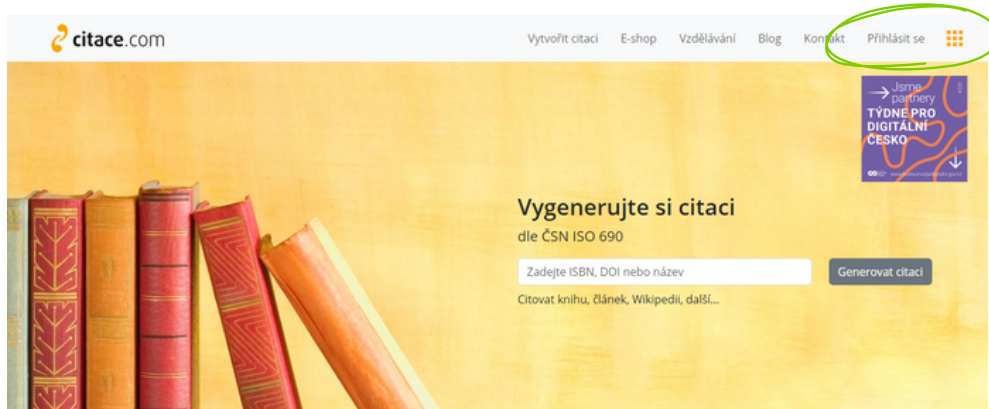 citace.com
Vytvořit citaci E-shop Vzdělávání Blog Kontakt Přihlásit se
Jsme
partnery
TÝDNE PRO
DIGITÁLNÍ
ČESKO
Vygenerujte si citaci
dle ČSN ISO 690
Zadejte ISBN, DOI nebo název
Generovat citaci
Citovat knihu, článek, Wikipedii, další...